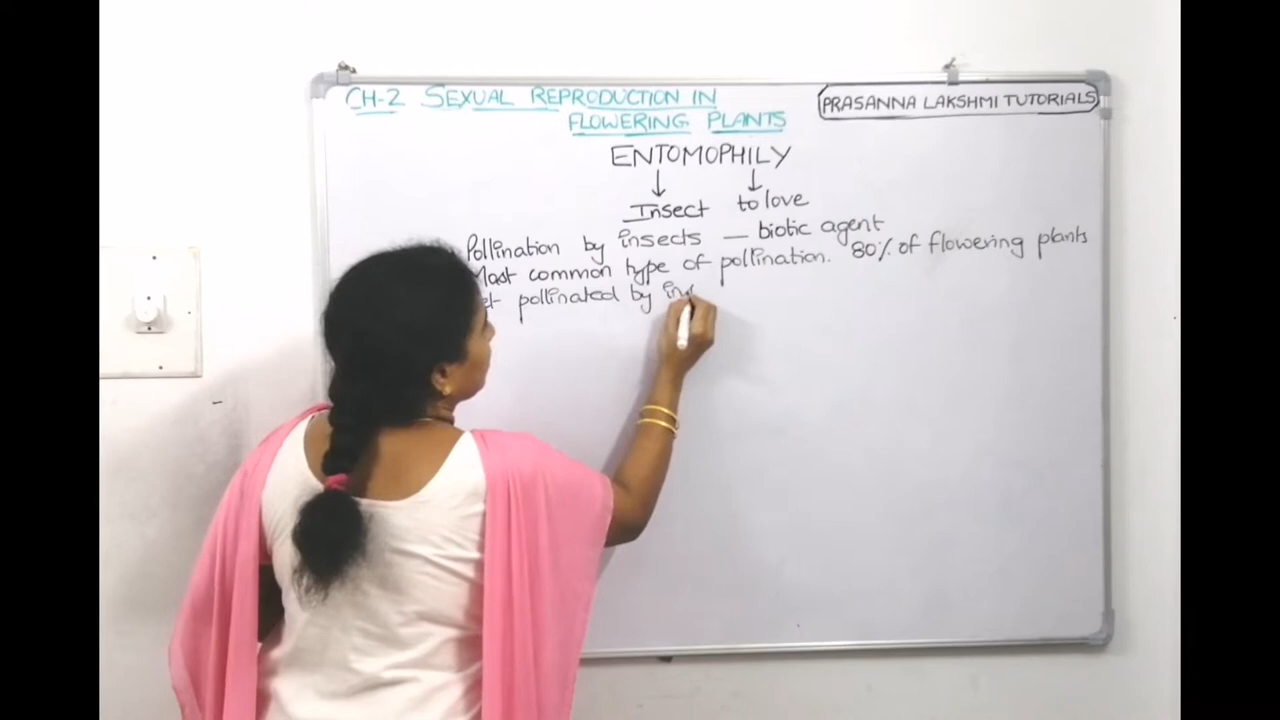 CH-2 SEXUAL REPRODUCTION IN
FLOWERING PLANTS
PRASANNA LAKSHMI TUTORIALS
ENTOMOPHILY
Insect to love
Pollination by insects — biotic agent
Most common type of pollination. 80% of flowering plants
pollinated by